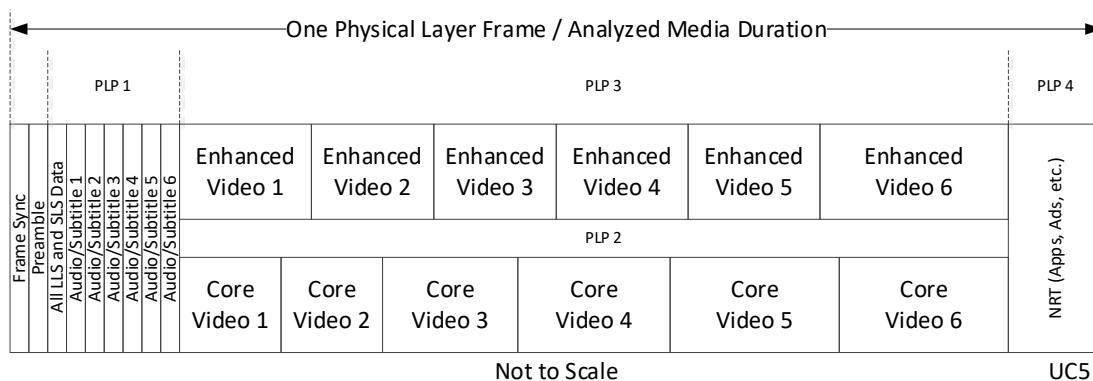 One Physical Layer Frame / Analyzed Media Duration
PLP 1
PLP 3
PLP 4
Frame Sync
Preamble
All LLS and SLS Data
Audio/Subtitle 1
Audio/Subtitle 2
Audio/Subtitle 3
Audio/Subtitle 4
Audio/Subtitle 5
Audio/Subtitle 6
Enhanced
Video 1
Enhanced
Video 2
Enhanced
Video 3
Enhanced
Video 4
Enhanced
Video 5
Enhanced
Video 6
PLP 2
Core
Video 1
Core
Video 2
Core
Video 3
Core
Video 4
Core
Video 5
Core
Video 6
NRT (Apps, Ads, etc.)
Not to Scale
UC5